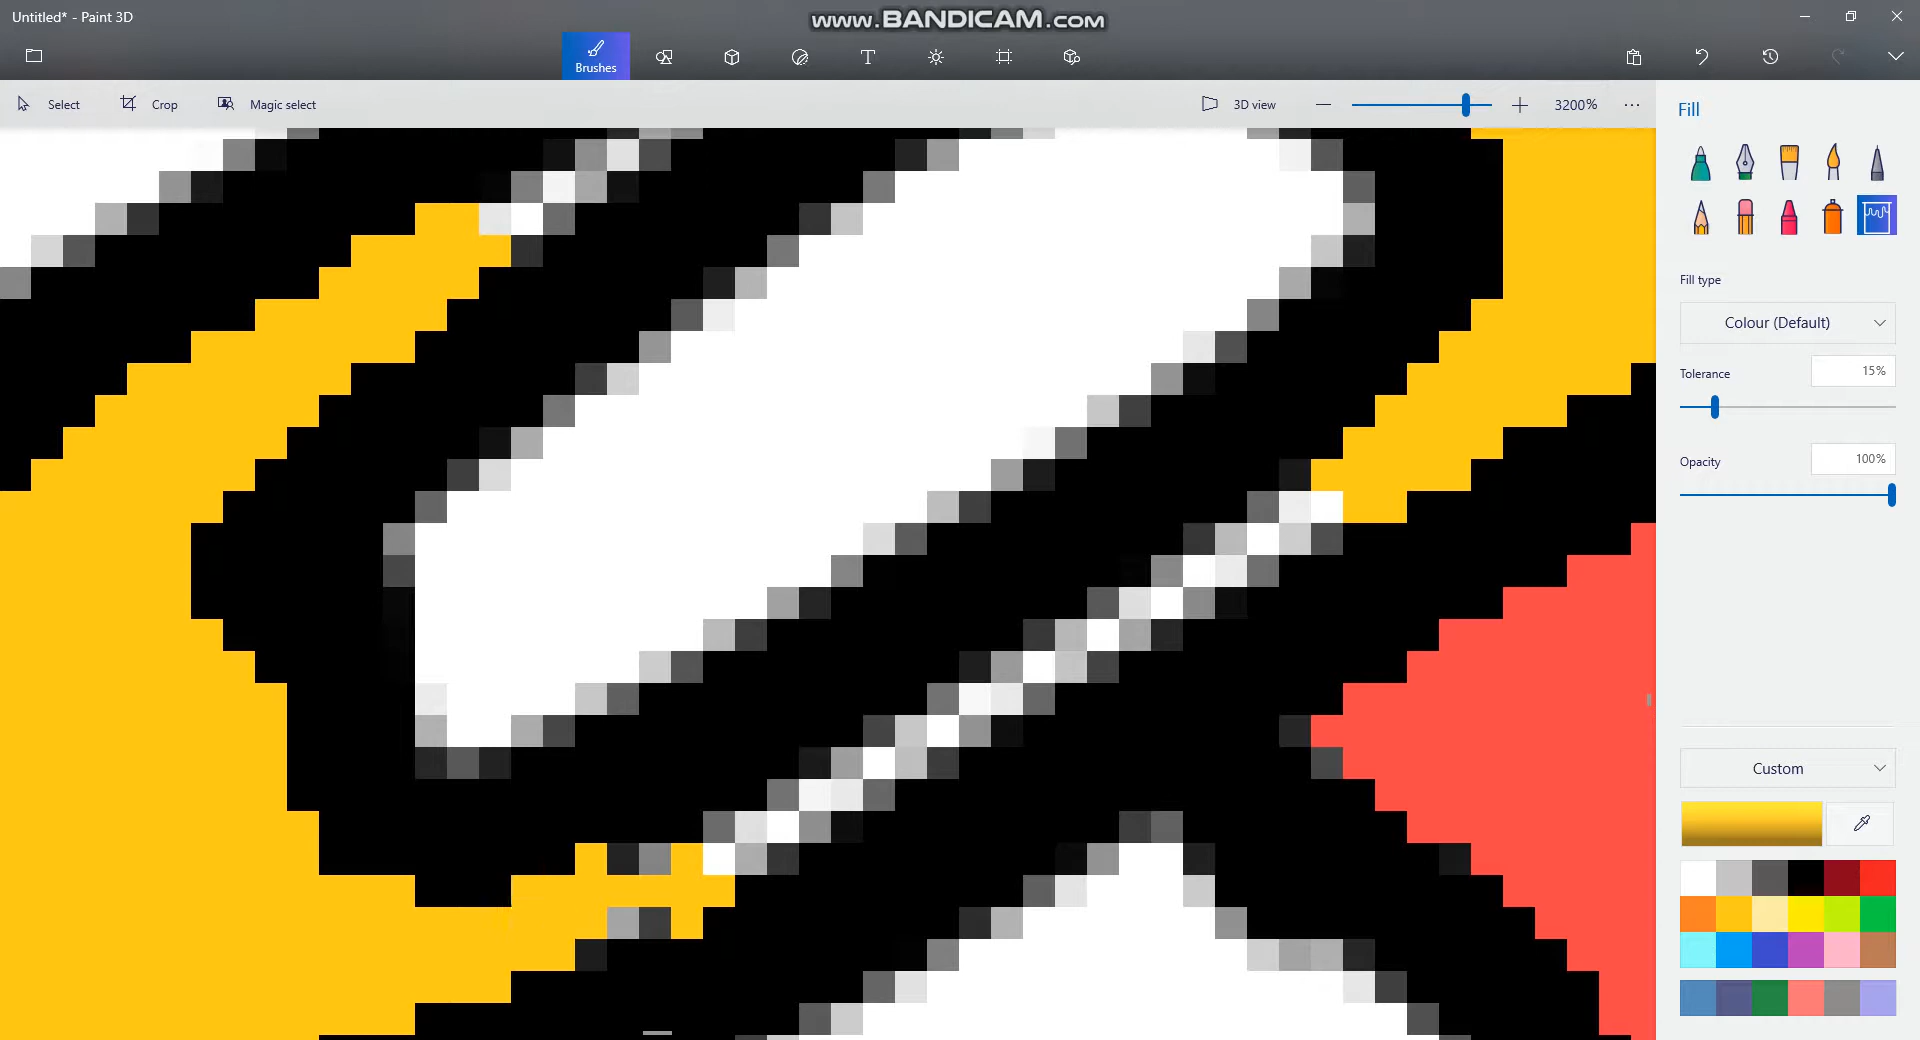 Untitled* - Paint 3D
www.BANDICAM.com
Brushes
T
Select
Crop
Magic select
3D view
3200%
Fill
Fill type
Colour (Default)
Tolerance
15%
Opacity
100%
Custom